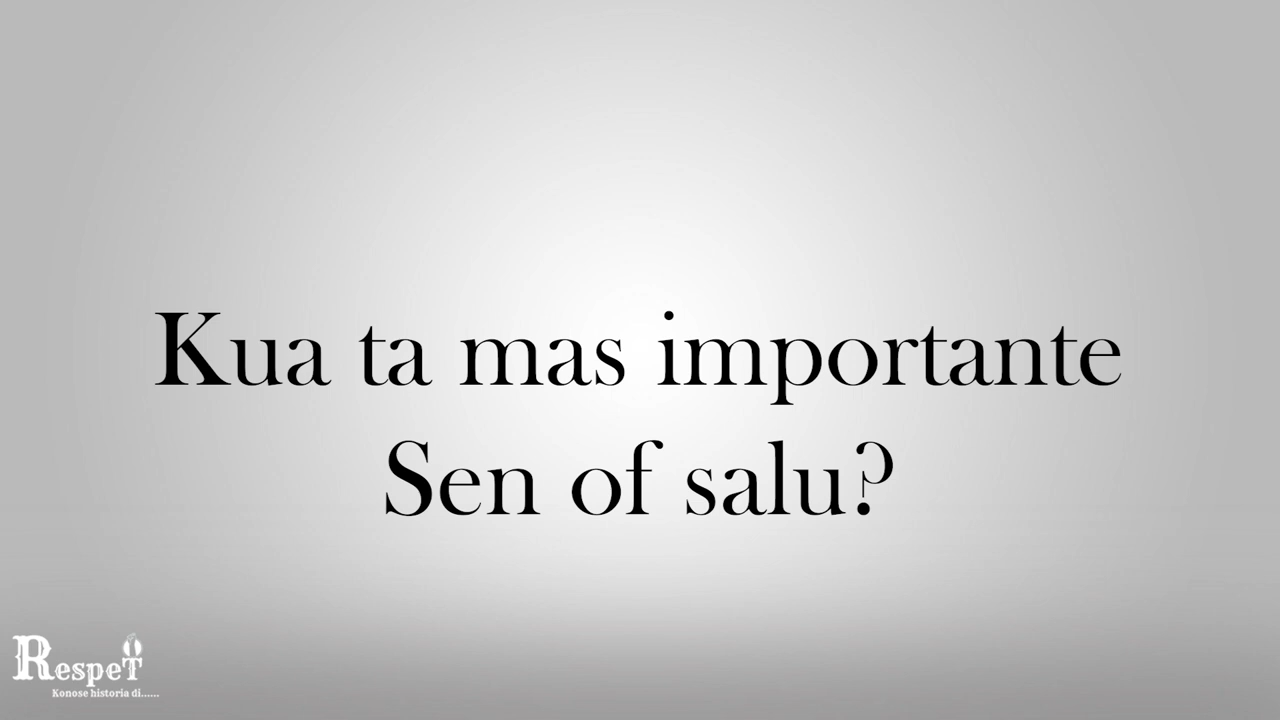 Kua ta mas importante
Sen of salu?
Respet
Konose historia di......